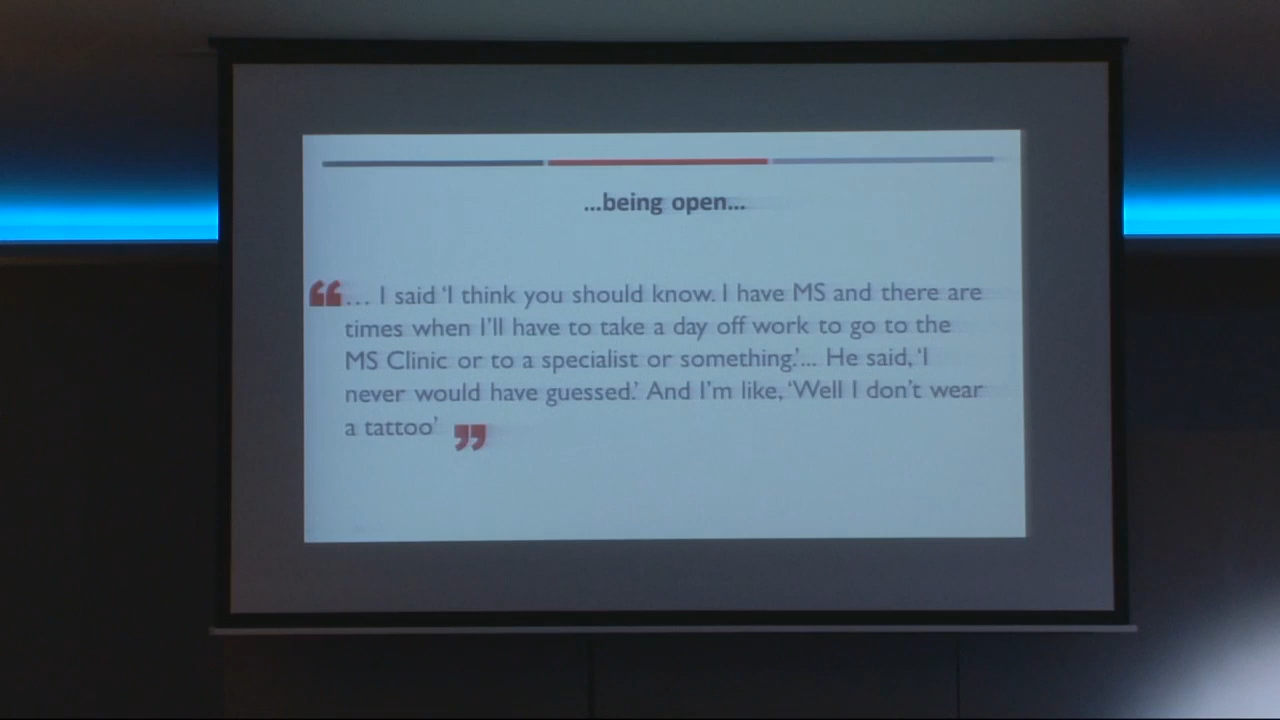 ...being open...
“… I said ‘I think you should know. I have MS and there are
times when I’ll have to take a day off work to go to the
MS Clinic or to a specialist or something.’... He said, ‘I
never would have guessed.’ And I’m like, ‘Well I don’t wear
a tattoo’ ”